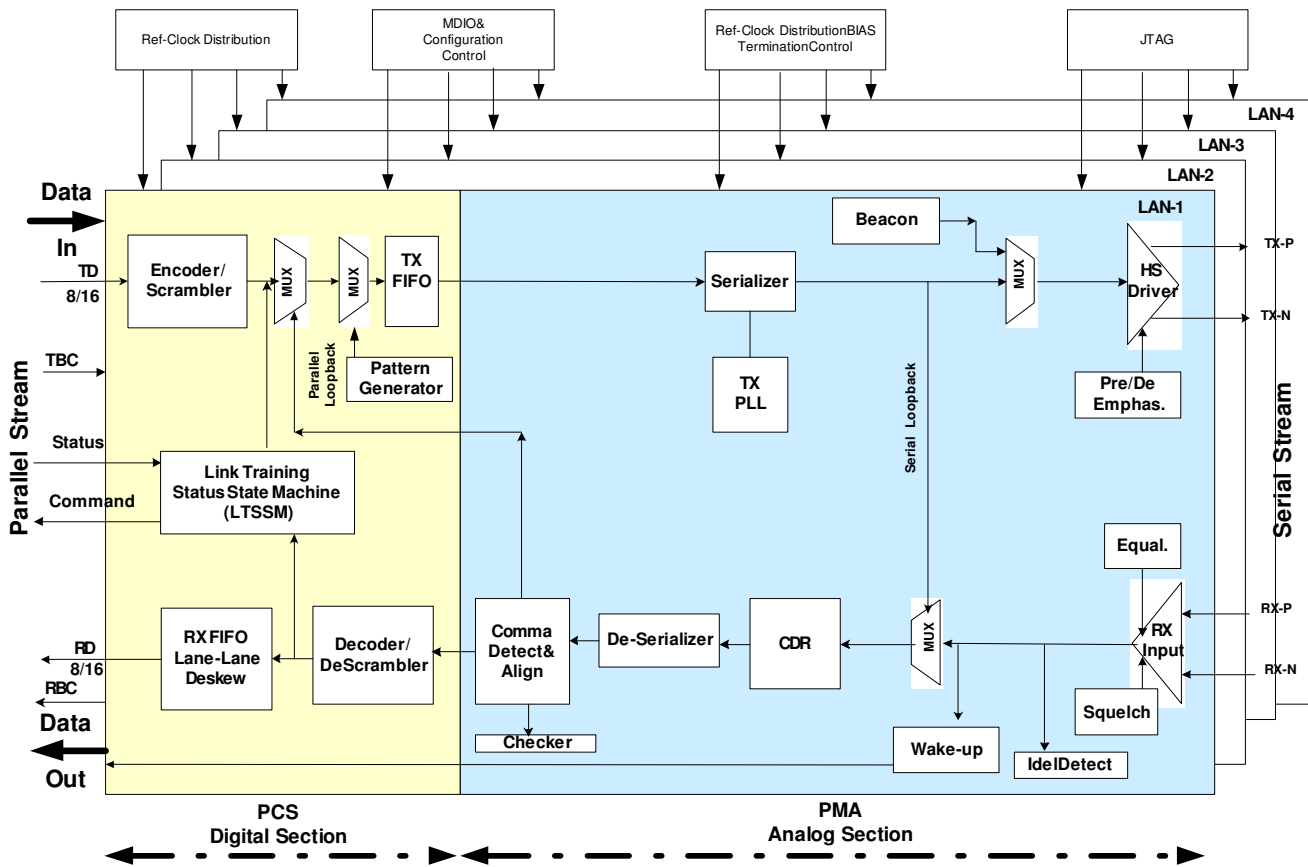 Ref-Clock Distribution
MDIO&
Configuration
Control
Ref-Clock DistributionBIAS
TerminationControl
JTAG
LAN-4
LAN-3
LAN-2
LAN-1
Data
In
TD
8/16
Encoder/
Scrambler
MUX
MUX
TX
FIFO
Serializer
Beacon
MUX
HS
Driver
TX-P
TX-N
TBC
Parallel
Loopback
Pattern
Generator
TX
PLL
Serial Loopback
Pre/De
Emphas.
Parallel Stream
Serial Stream
Status
Command
Link Training
Status State Machine
(LTSSM)
Equal.
RD
8/16
RBC
RX FIFO
Lane-Lane
Deskew
Decoder/
DeScrambler
Comma
Detect&
Align
De-Serializer
CDR
MUX
RX
Input
RX-P
RX-N
Squelch
Data
Out
Checker
Wake-up
IdelDetect
PCS
Digital Section
PMA
Analog Section